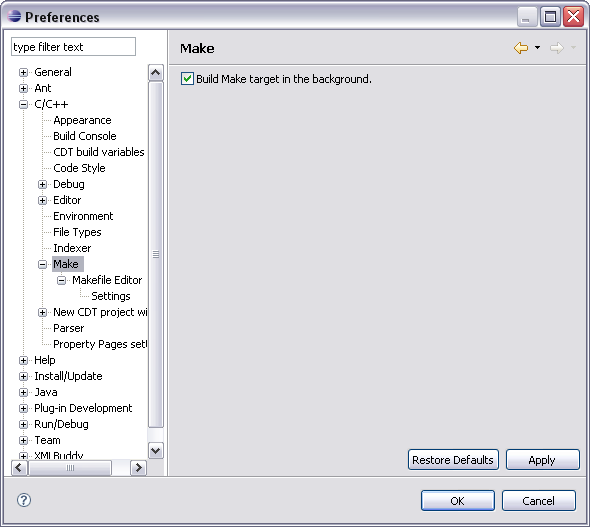 Preferences
type filter text
Make
Build Make target in the background.
General
Ant
C/C++
Appearance
Build Console
CDT build variables
Code Style
Debug
Editor
Environment
File Types
Indexer
Make
Makefile Editor
Settings
New CDT project wi
Parser
Property Pages sett
Help
Install/Update
Java
Plug-in Development
Run/Debug
Team
XMLBuddy
Restore Defaults
Apply
?
OK
Cancel